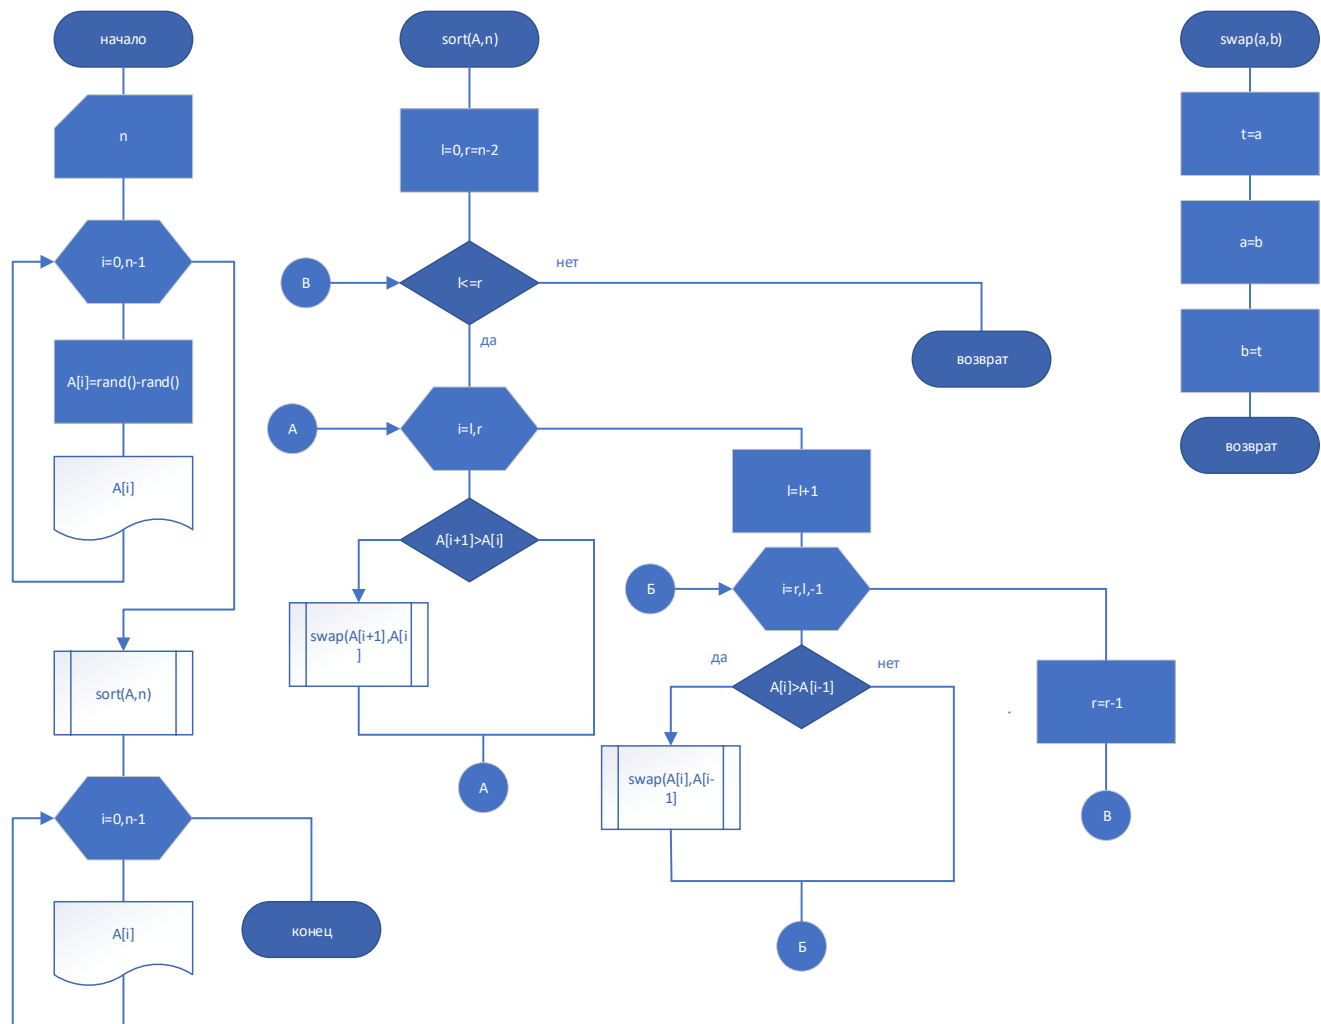 начало
n
i=0,n-1
A[i]=rand()-rand()
A[i]
sort(A,n)
i=0,n-1
A[i]
конец
sort(A,n)
l=0,r=n-2
В
l<=r
нет
да
возврат
А
i=l,r
A[i+1]>A[i]
swap(A[i+1],A[i
]
А
l=l+1
Б
i=r,l,-1
да
нет
A[i]>A[i-1]
swap(A[i],A[i-
1]
Б
r=r-1
В
swap(a,b)
t=a
a=b
b=t
возврат